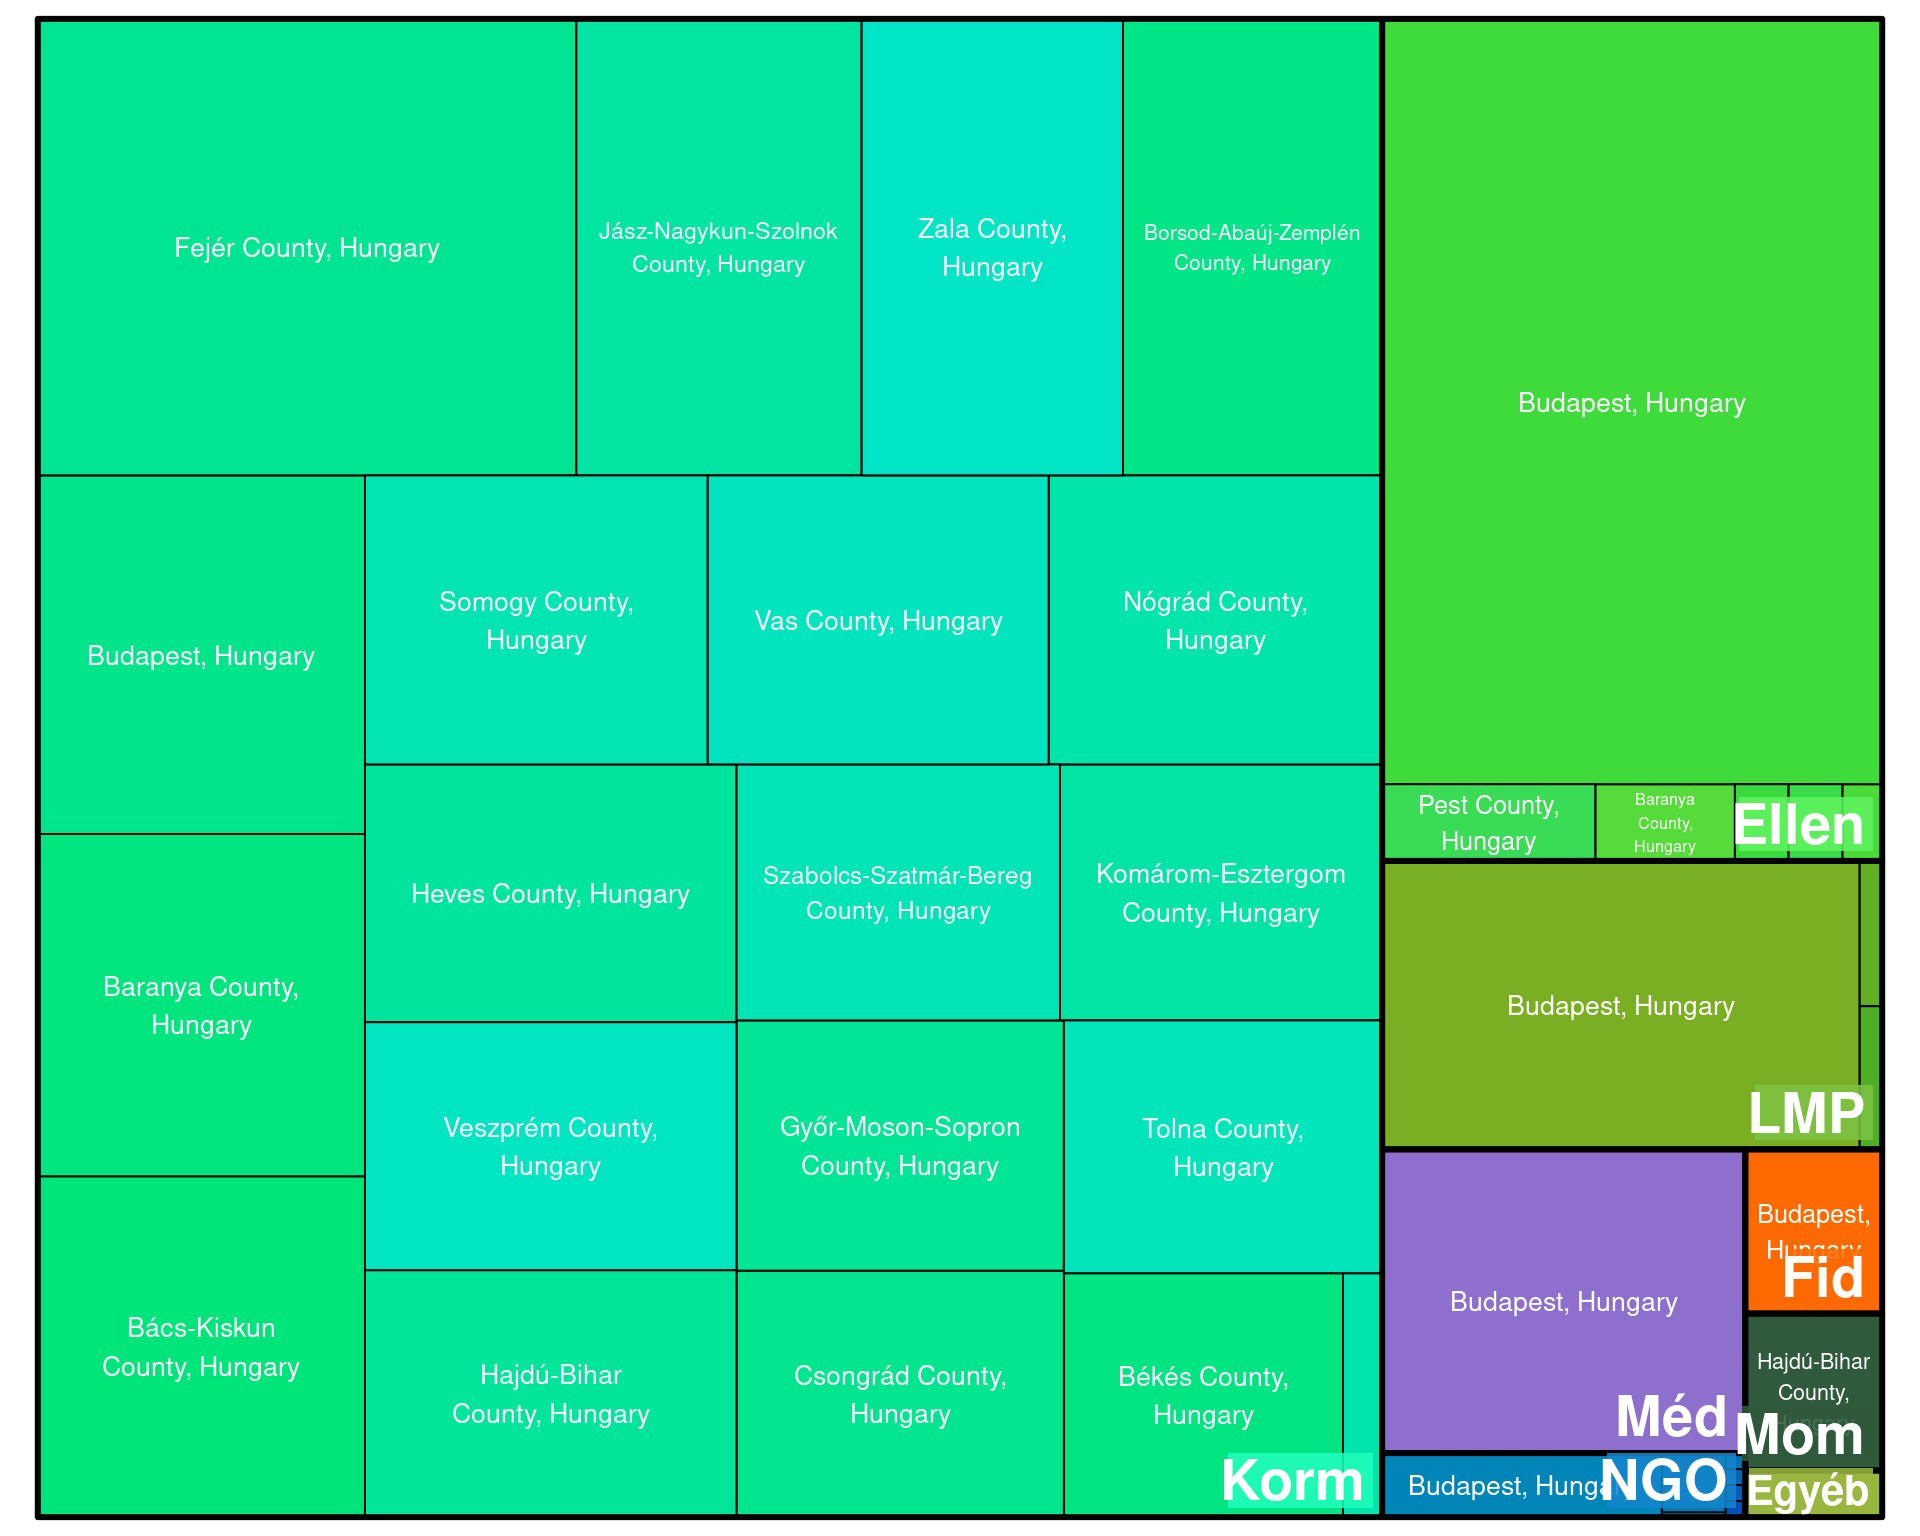 Fejér County, Hungary
Jász-Nagykun-Szolnok
County, Hungary
Zala County,
Hungary
Borsod-Abaúj-Zemplén
County, Hungary
Budapest, Hungary
Somogy County,
Hungary
Vas County, Hungary
Nógrád County,
Hungary
Baranya County,
Hungary
Heves County, Hungary
Szabolcs-Szatmár-Bereg
County, Hungary
Komárom-Esztergom
County, Hungary
Veszprém County,
Hungary
Győr-Moson-Sopron
County, Hungary
Tolna County,
Hungary
Bács-Kiskun
County, Hungary
Hajdú-Bihar
County, Hungary
Csongrád County,
Hungary
Békés County,
Hungary
Korm
Budapest, Hungary
Pest County,
Hungary
Baranya
County,
Hungary
Ellen
Budapest, Hungary
LMP
Budapest, Hungary
Méd
Budapest,
Hungary
Fid
Hajdú-Bihar
County,
Hungary
Mom
Budapest, Hungary
NGO
Egyéb